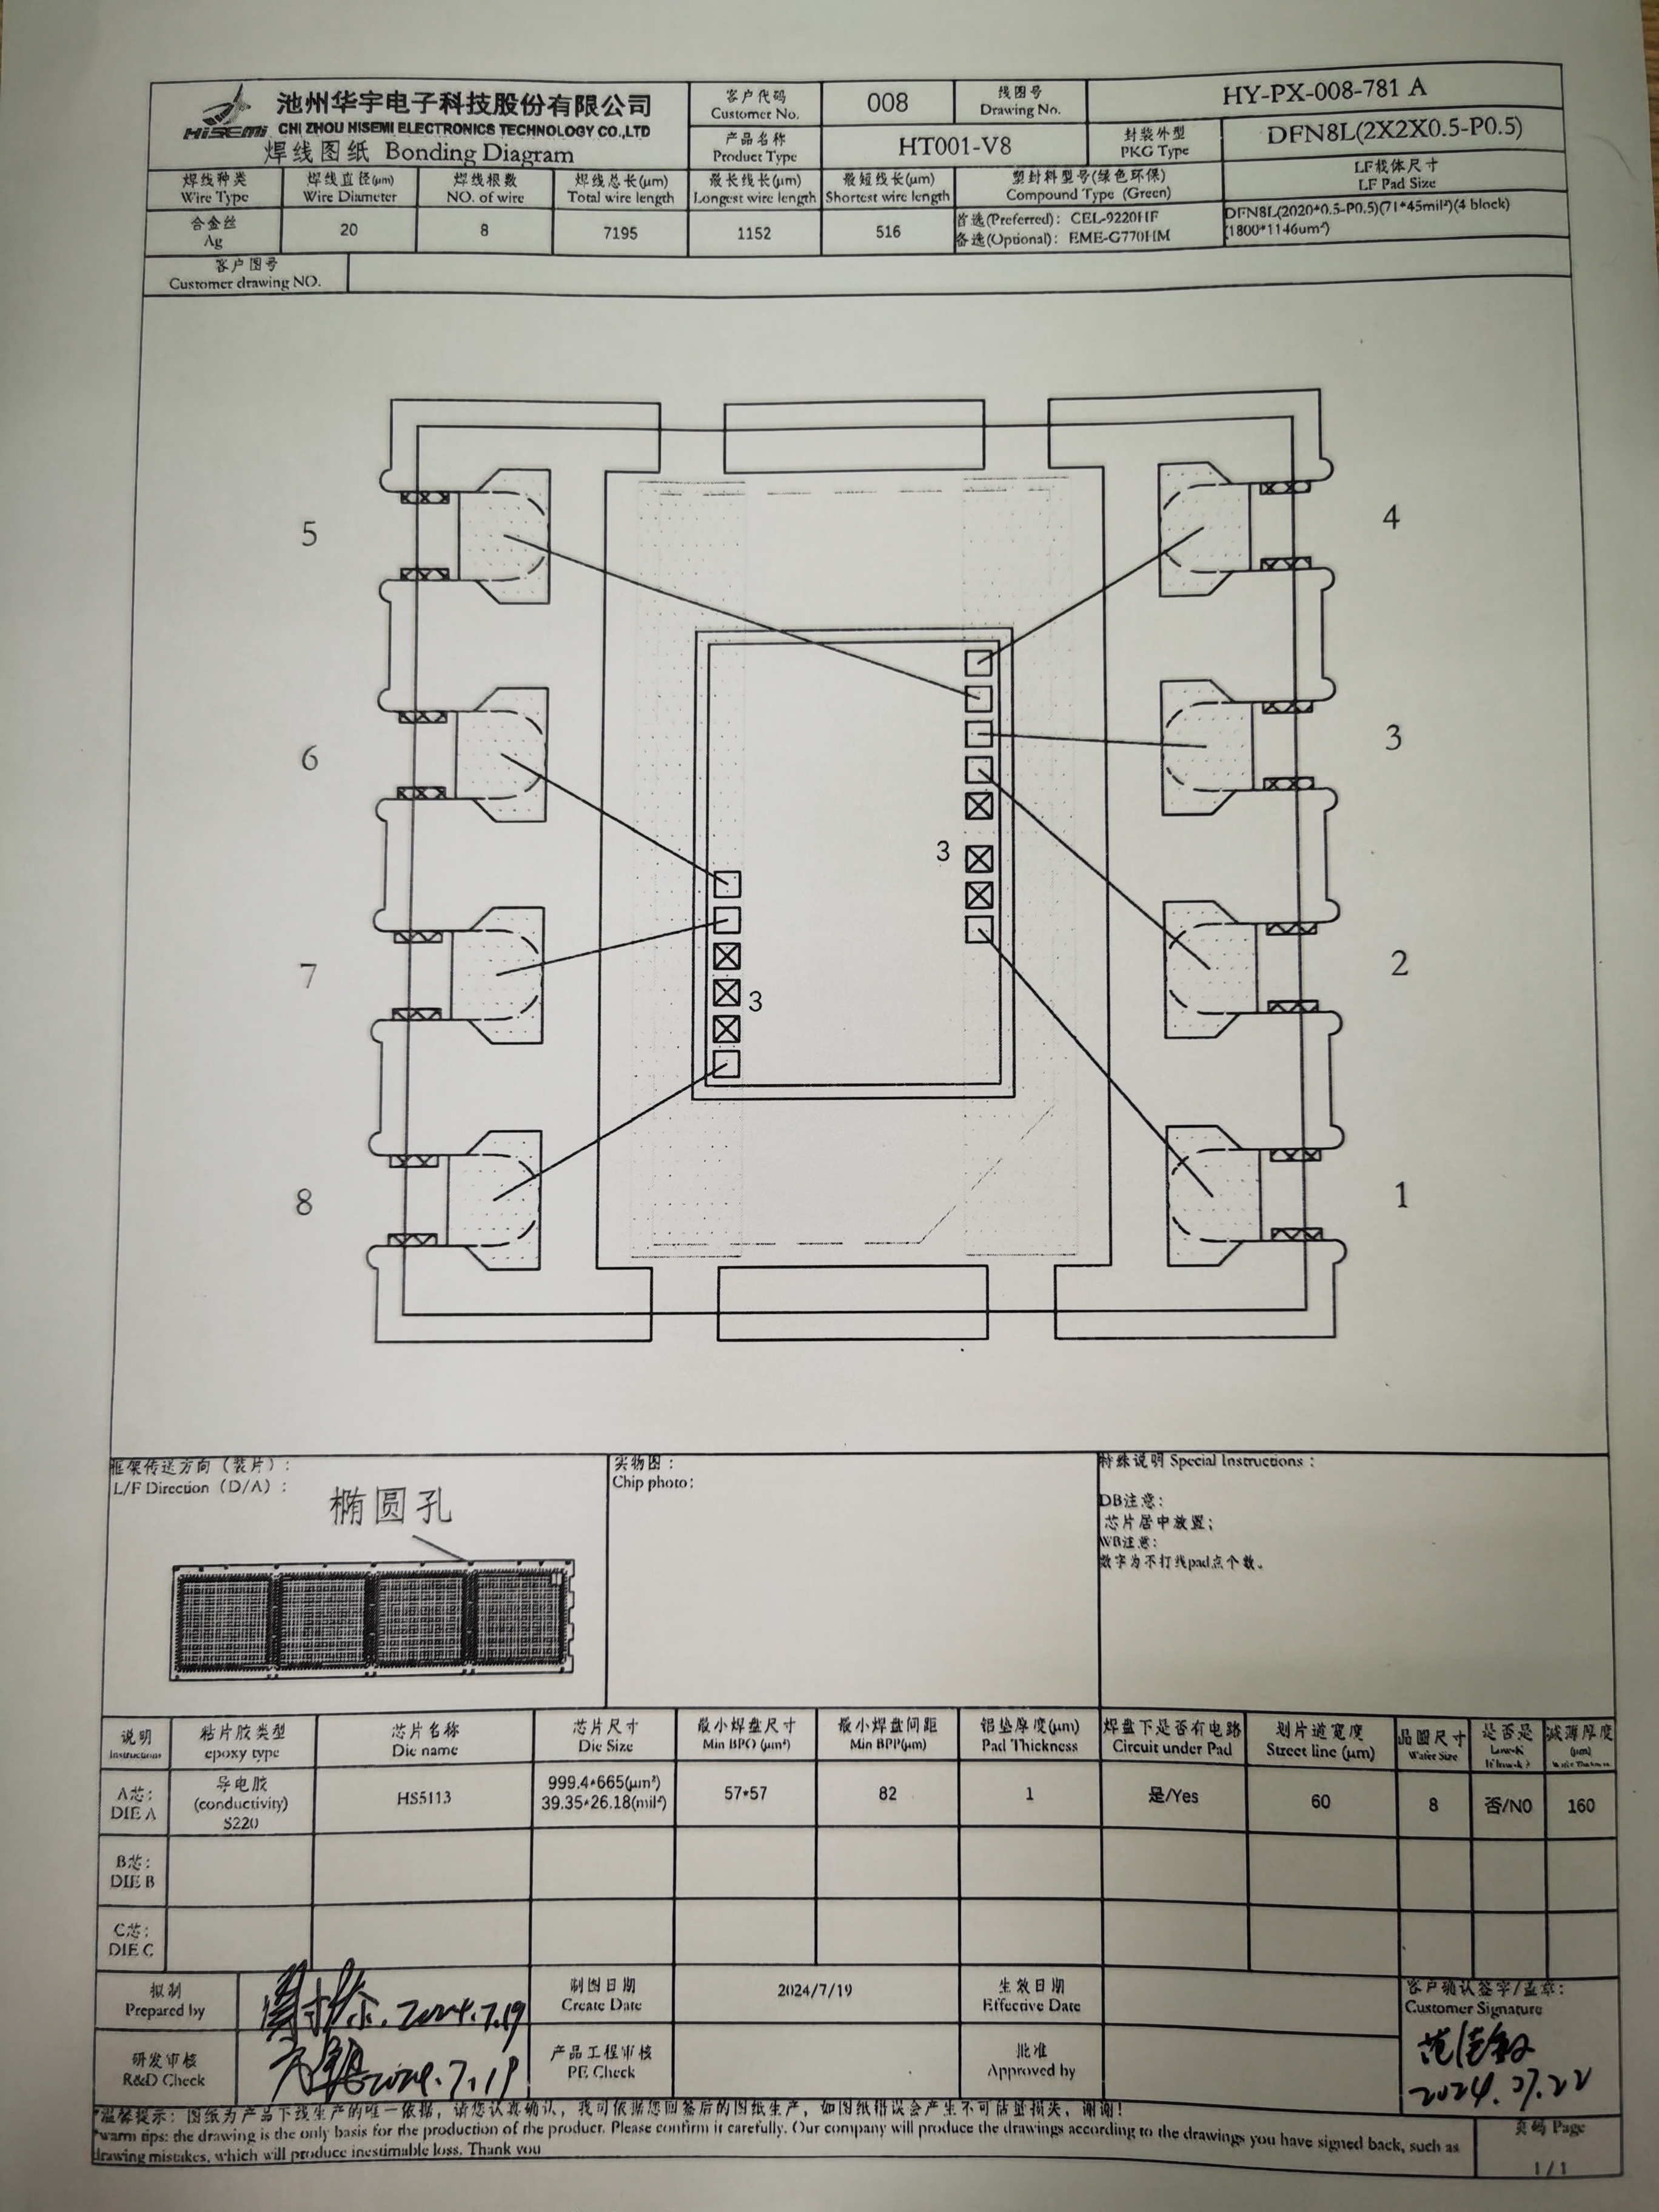 HiSEMi
池州华宇电子科技股份有限公司
CHI ZHOU HISEMI ELECTRONICS TECHNOLOGY CO.,LTD
焊线图纸 Bonding Diagram
客户代码
Customer No.
008
线图号
Drawing No.
HY-PX-008-781 A
产品名称
Product Type
HT001-V8
封装外型
PKG Type
DFN8L(2X2X0.5-P0.5)
焊线种类
Wire Type
焊线直径(μm)
Wire Diameter
焊线根数
NO. of wire
焊线总长(μm)
Total wire length
最长线长(μm)
Longest wire length
最短线长(μm)
Shortest wire length
塑封料型号(绿色环保)
Compound Type (Green)
LF载体尺寸
LF Pad Size
合金丝
Ag
20
8
7195
1152
516
首选(Preferred): CEL-9220HF
备选(Optional): EME-G770HM
DFN8L(2020*0.5-P0.5)(71*45mil²)(4 block)
(1800*1146um²)
客户图号
Customer drawing NO.
5
4
6
3
3
7
2
3
8
1
框架传送方向(装片):
L/F Direction (D/A):
椭圆孔
实物图:
Chip photo:
特殊说明 Special Instructions:
DB注意:
芯片居中放置;
WB注意:
数字为不打线pad点个数。
说明
Instructions
粘片胶类型
epoxy type
芯片名称
Die name
芯片尺寸
Die Size
最小焊盘尺寸
Min BPO (μm²)
最小焊盘间距
Min BPP(μm)
铝垫厚度(μm)
Pad Thickness
焊盘下是否有电路
Circuit under Pad
划片道宽度
Street line (μm)
晶圆尺寸
Wafer Size
是否是
Low-K
减薄厚度
(μm)
A芯:
DIE A
导电胶
(conductivity)
S220
HS5113
999.4*665(μm²)
39.35*26.18(mil²)
57*57
82
1
是/Yes
60
8
否/NO
160
B芯:
DIE B
C芯:
DIE C
拟制
Prepared by
2024.7.19
制图日期
Create Date
2024/7/19
生效日期
Effective Date
客户确认签字/盖章:
Customer Signature
2024.07.22
研发审核
R&D Check
2024.7.19
产品工程审核
PE Check
批准
Approved by
*温馨提示: 图纸为产品下线生产的唯一依据, 请您认真确认, 我司依据您回签后的图纸生产, 如图纸错误会产生不可估量损失, 谢谢!
*warm tips: the drawing is the only basis for the production of the product. Please confirm it carefully. Our company will produce the drawings according to the drawings you have signed back, such as
drawing mistakes, which will produce inestimable loss. Thank you
页码 Page
1/1